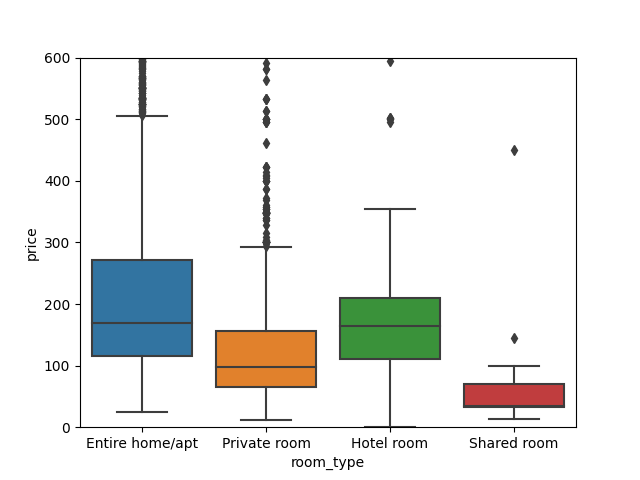 600
500
400
300
200
100
0
price
Entire home/apt
Private room
Hotel room
Shared room
room_type